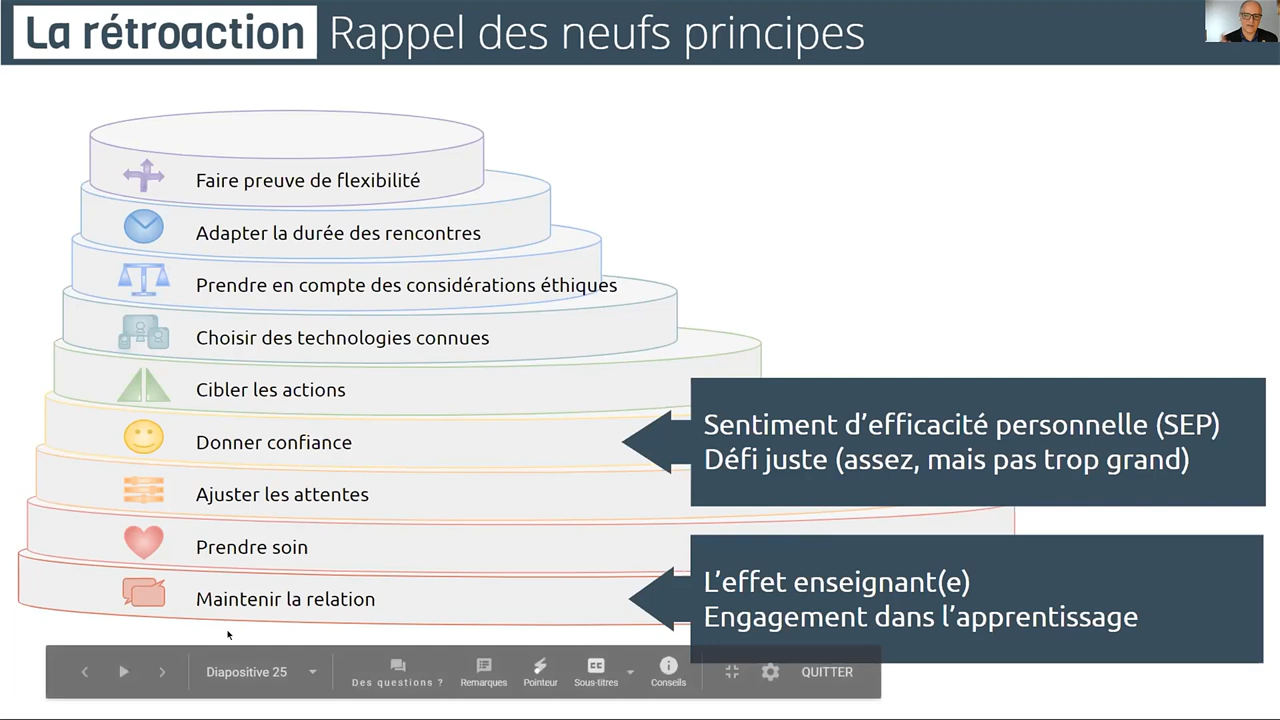 La rétroaction Rappel des neufs principes
Faire preuve de flexibilité
Adapter la durée des rencontres
Prendre en compte des considérations éthiques
Choisir des technologies connues
Cibler les actions
Donner confiance
Ajuster les attentes
Prendre soin
Maintenir la relation
Sentiment d’efficacité personnelle (SEP)
Défi juste (assez, mais pas trop grand)
L’effet enseignant(e)
Engagement dans l’apprentissage
Diapositive 25
Des questions ?
Remarques
Pointeur
CC
Sous-titres
Conseils
QUITTER